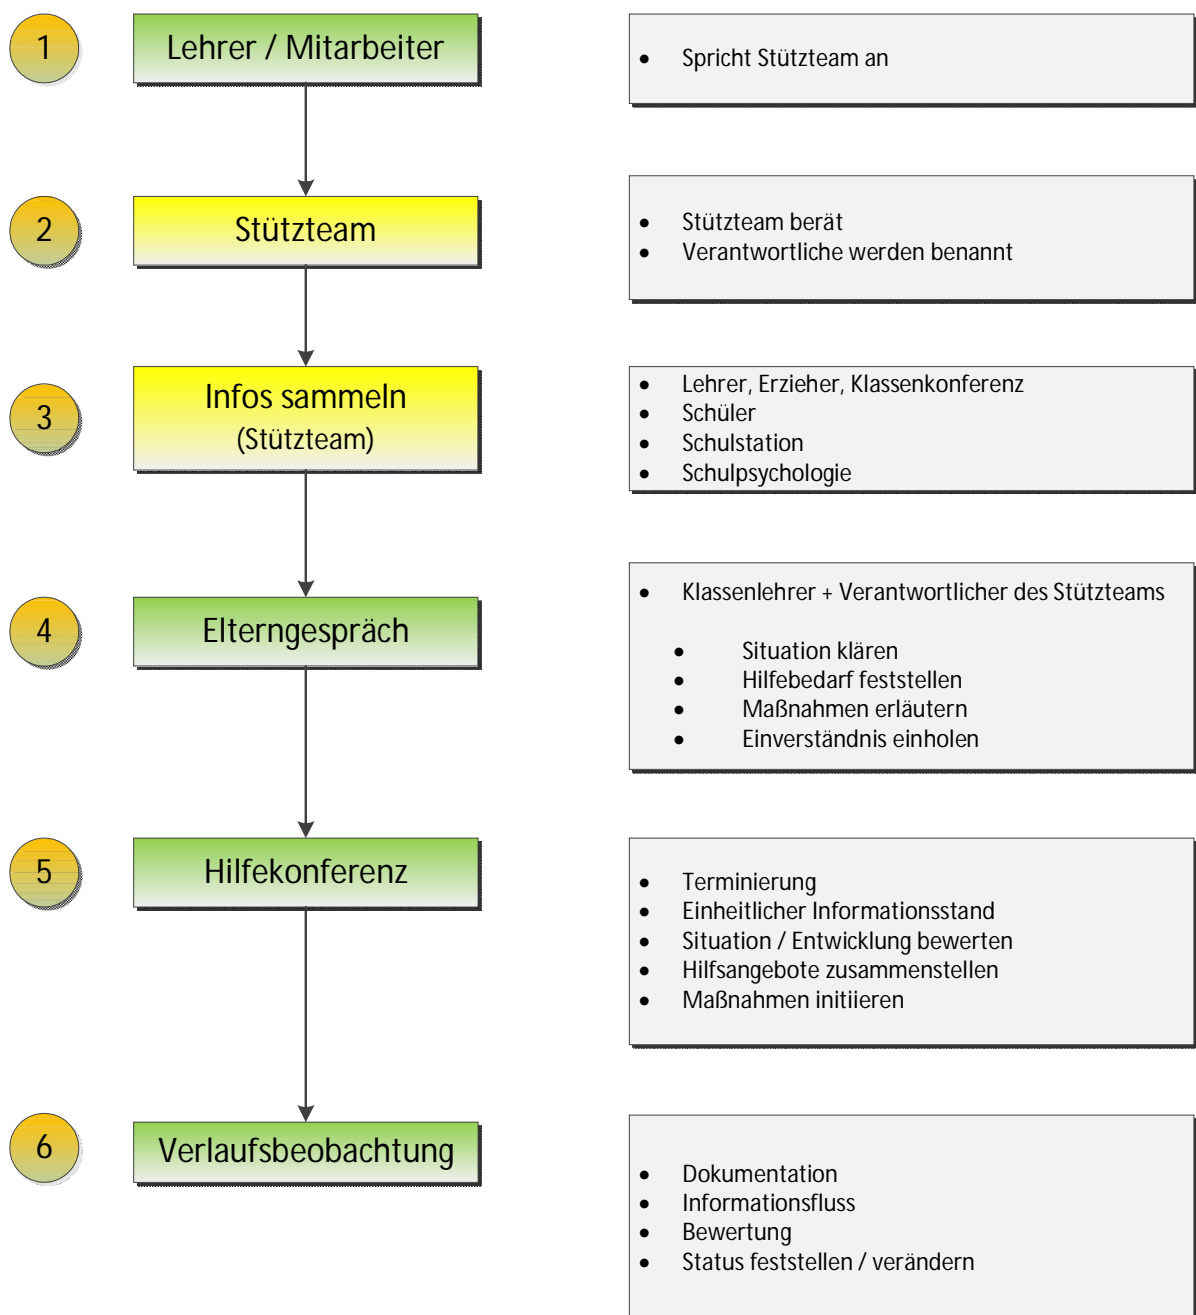 1
Lehrer / Mitarbeiter
• Spricht Stützteam an
2
Stützteam
• Stützteam berät
• Verantwortliche werden benannt
3
Infos sammeln
(Stützteam)
• Lehrer, Erzieher, Klassenkonferenz
• Schüler
• Schulstation
• Schulpsychologie
4
Elterngespräch
• Klassenlehrer + Verantwortlicher des Stützteams
• Situation klären
• Hilfebedarf feststellen
• Maßnahmen erläutern
• Einverständnis einholen
5
Hilfekonferenz
• Terminierung
• Einheitlicher Informationsstand
• Situation / Entwicklung bewerten
• Hilfsangebote zusammenstellen
• Maßnahmen initiieren
6
Verlaufsbeobachtung
• Dokumentation
• Informationsfluss
• Bewertung
• Status feststellen / verändern